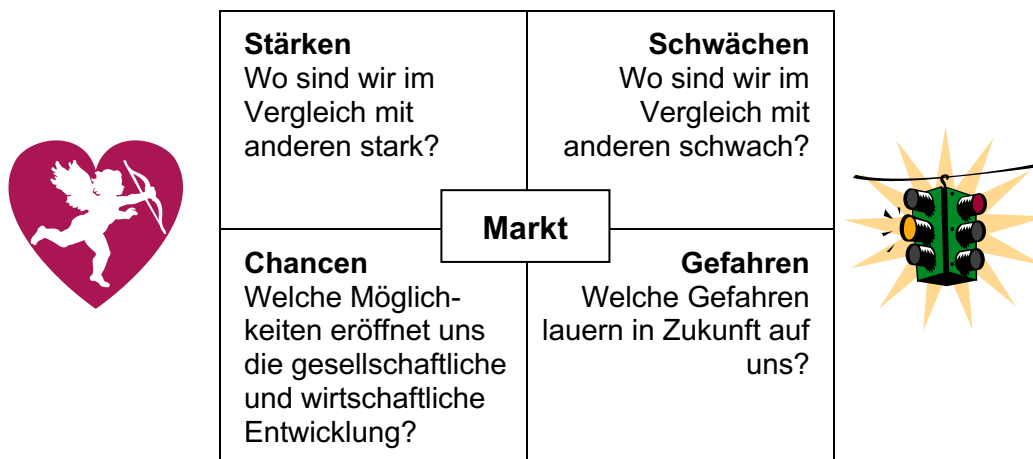 Stärken
Wo sind wir im
Vergleich mit
anderen stark?
Schwächen
Wo sind wir im
Vergleich mit
anderen schwach?
Markt
Chancen
Welche Möglich-
keiten eröffnet uns
die gesellschaftliche
und wirtschaftliche
Entwicklung?
Gefahren
Welche Gefahren
lauern in Zukunft auf
uns?